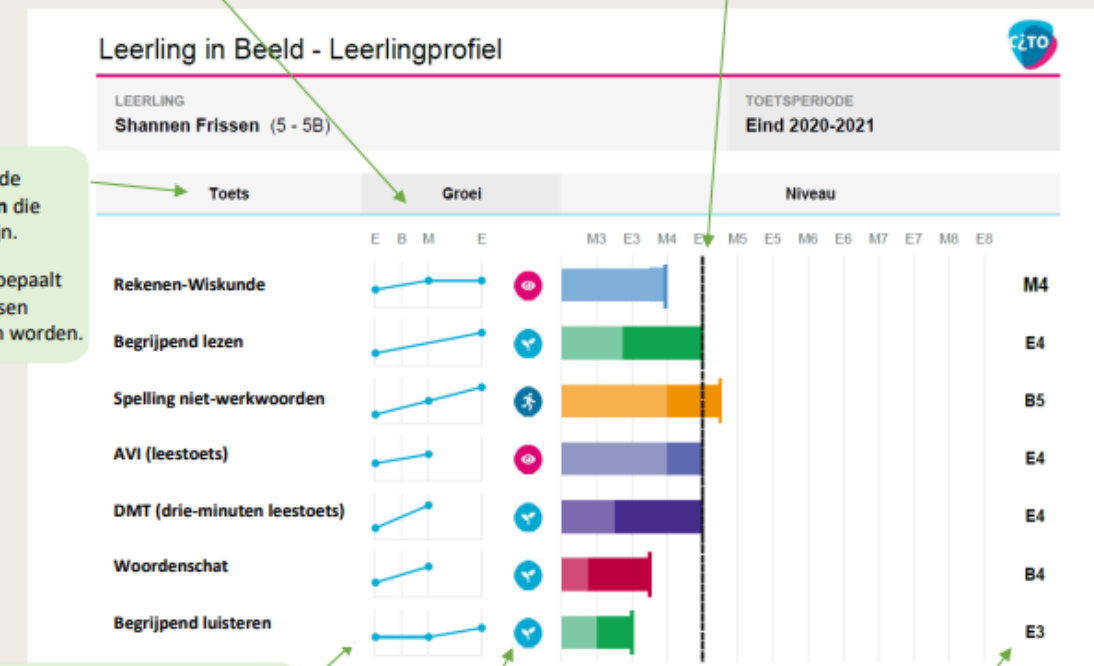 Leerling in Beeld - Leerlingprofiel
CiTO
LEERLING
Shannen Frissen (5 - 5B)
TOETSPERIODE
Eind 2020-2021
de
n die
jn.
bepaalt
sen
n worden.
Toets Groei Niveau
E B M E M3 E3 M4 M5 E5 M6 E6 M7 E7 M8 E8
Rekenen-Wiskunde M4
Begrijpend lezen E4
Spelling niet-werkwoorden B5
AVI (leestoets) E4
DMT (drie-minuten leestoets) E4
Woordenschat B4
Begrijpend luisteren E3